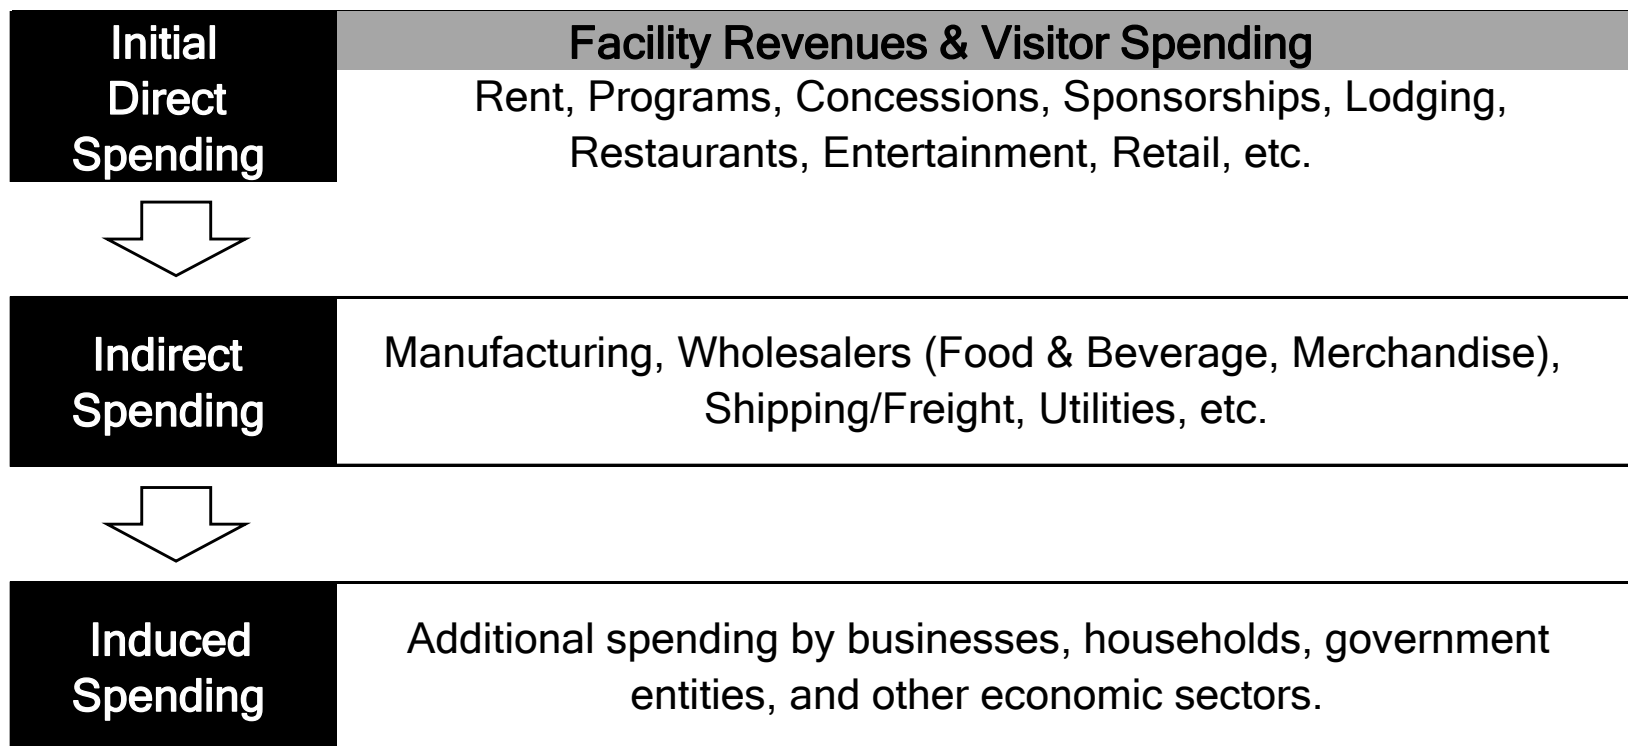 Initial
Direct
Spending
Facility Revenues & Visitor Spending
Rent, Programs, Concessions, Sponsorships, Lodging,
Restaurants, Entertainment, Retail, etc.
Indirect
Spending
Manufacturing, Wholesalers (Food & Beverage, Merchandise),
Shipping/Freight, Utilities, etc.
Induced
Spending
Additional spending by businesses, households, government
entities, and other economic sectors.